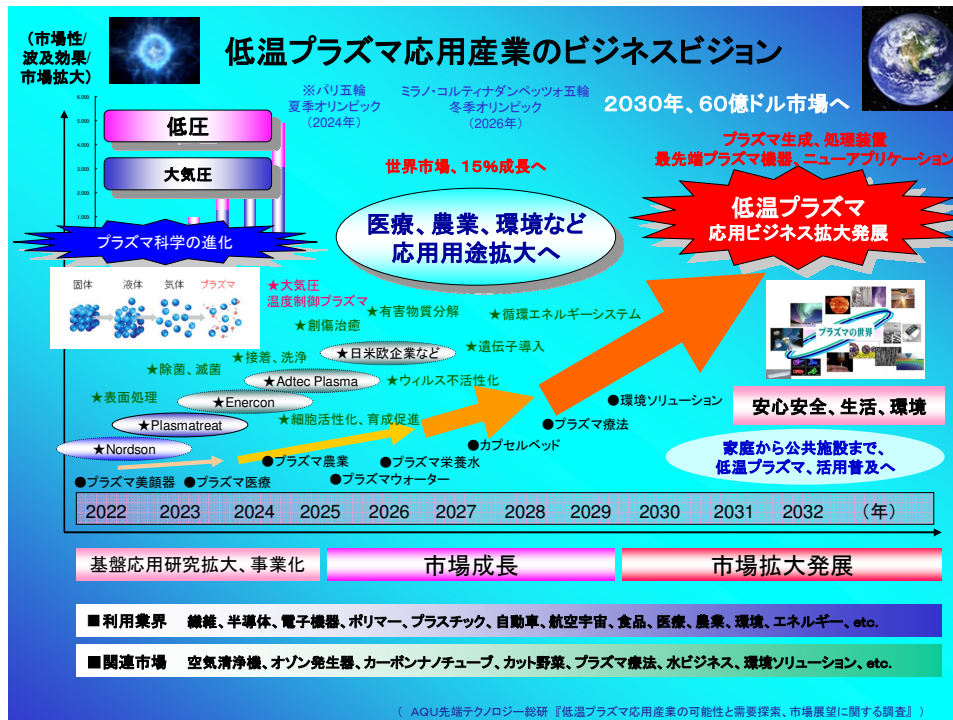 (市場性/
波及効果/
市場拡大)
低温プラズマ応用産業のビジネスビジョン
※パリ五輪
夏季オリンピック
(2024年)
ミラノ・コルティナダンペッツォ五輪
冬季オリンピック
(2026年)
2030年、60億ドル市場へ
6.000
5.000
4.000
3.000
2.000
1.000
低圧
大気圧
プラズマ科学の進化
世界市場、15%成長へ
プラズマ生成、処理装置
最先端プラズマ機器、ニューアプリケーション
医療、農業、環境など
応用用途拡大へ
低温プラズマ
応用ビジネス拡大発展
固体 液体 気体 プラズマ
★大気圧
温度制御プラズマ
★有害物質分解
★循環エネルギーシステム
★創傷治癒
★日米欧企業など
★遺伝子導入
★接着、洗浄
★除菌、滅菌
★Adtec Plasma
★ウィルス不活性化
★表面処理
★Enercon
★細胞活性化、育成促進
★Plasmatreat
★Nordson
プラズマの世界
●環境ソリューション
●プラズマ療法
●カプセルベッド
●プラズマ農業
●プラズマ栄養水
●プラズマウォーター
●プラズマ美顔器
●プラズマ医療
安心安全、生活、環境
家庭から公共施設まで、
低温プラズマ、活用普及へ
2022 2023 2024 2025 2026 2027 2028 2029 2030 2031 2032 (年)
基盤応用研究拡大、事業化
市場成長
市場拡大発展
■利用業界 繊維、半導体、電子機器、ポリマー、プラスチック、自動車、航空宇宙、食品、医療、農業、環境、エネルギー、etc.
■関連市場 空気清浄機、オゾン発生器、カーボンナノチューブ、カット野菜、プラズマ療法、水ビジネス、環境ソリューション、etc.
( AQU先端テクノロジー総研『低温プラズマ応用産業の可能性と需要探索、市場展望に関する調査』)